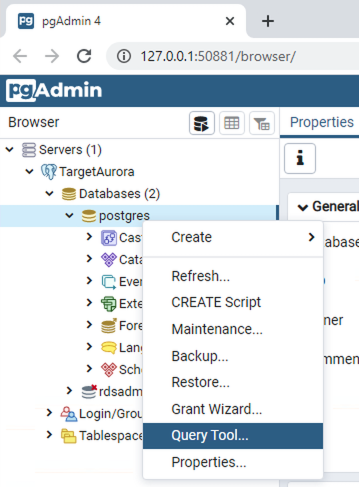 pgAdmin 4
127.0.0.1:50881/browser/
pgAdmin
Browser
Properties
Servers (1)
TargetAurora
Databases (2)
General
postgres
Cas
Create
abase
Cata
Even
Refresh...
Exte
CREATE Script
ner
Fore
Maintenance...
Lang
Backup...
mmen
Sche
Restore...
rdsadm
Grant Wizard...
Login/Grou
Query Tool...
Tablespace
Properties...